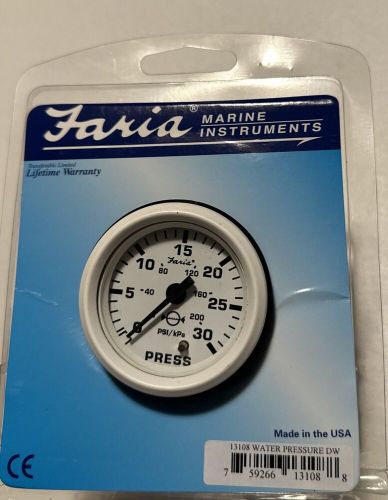 Faria® MARINE
INSTRUMENTS
Transferable Limited
Lifetime Warranty
15
10 20
80 120
Faria®
5 40 160 25
200
PSI/kPa 30
PRESS
Made in the USA
13108 WATER PRESSURE DW
7 59266 13108 8
CE